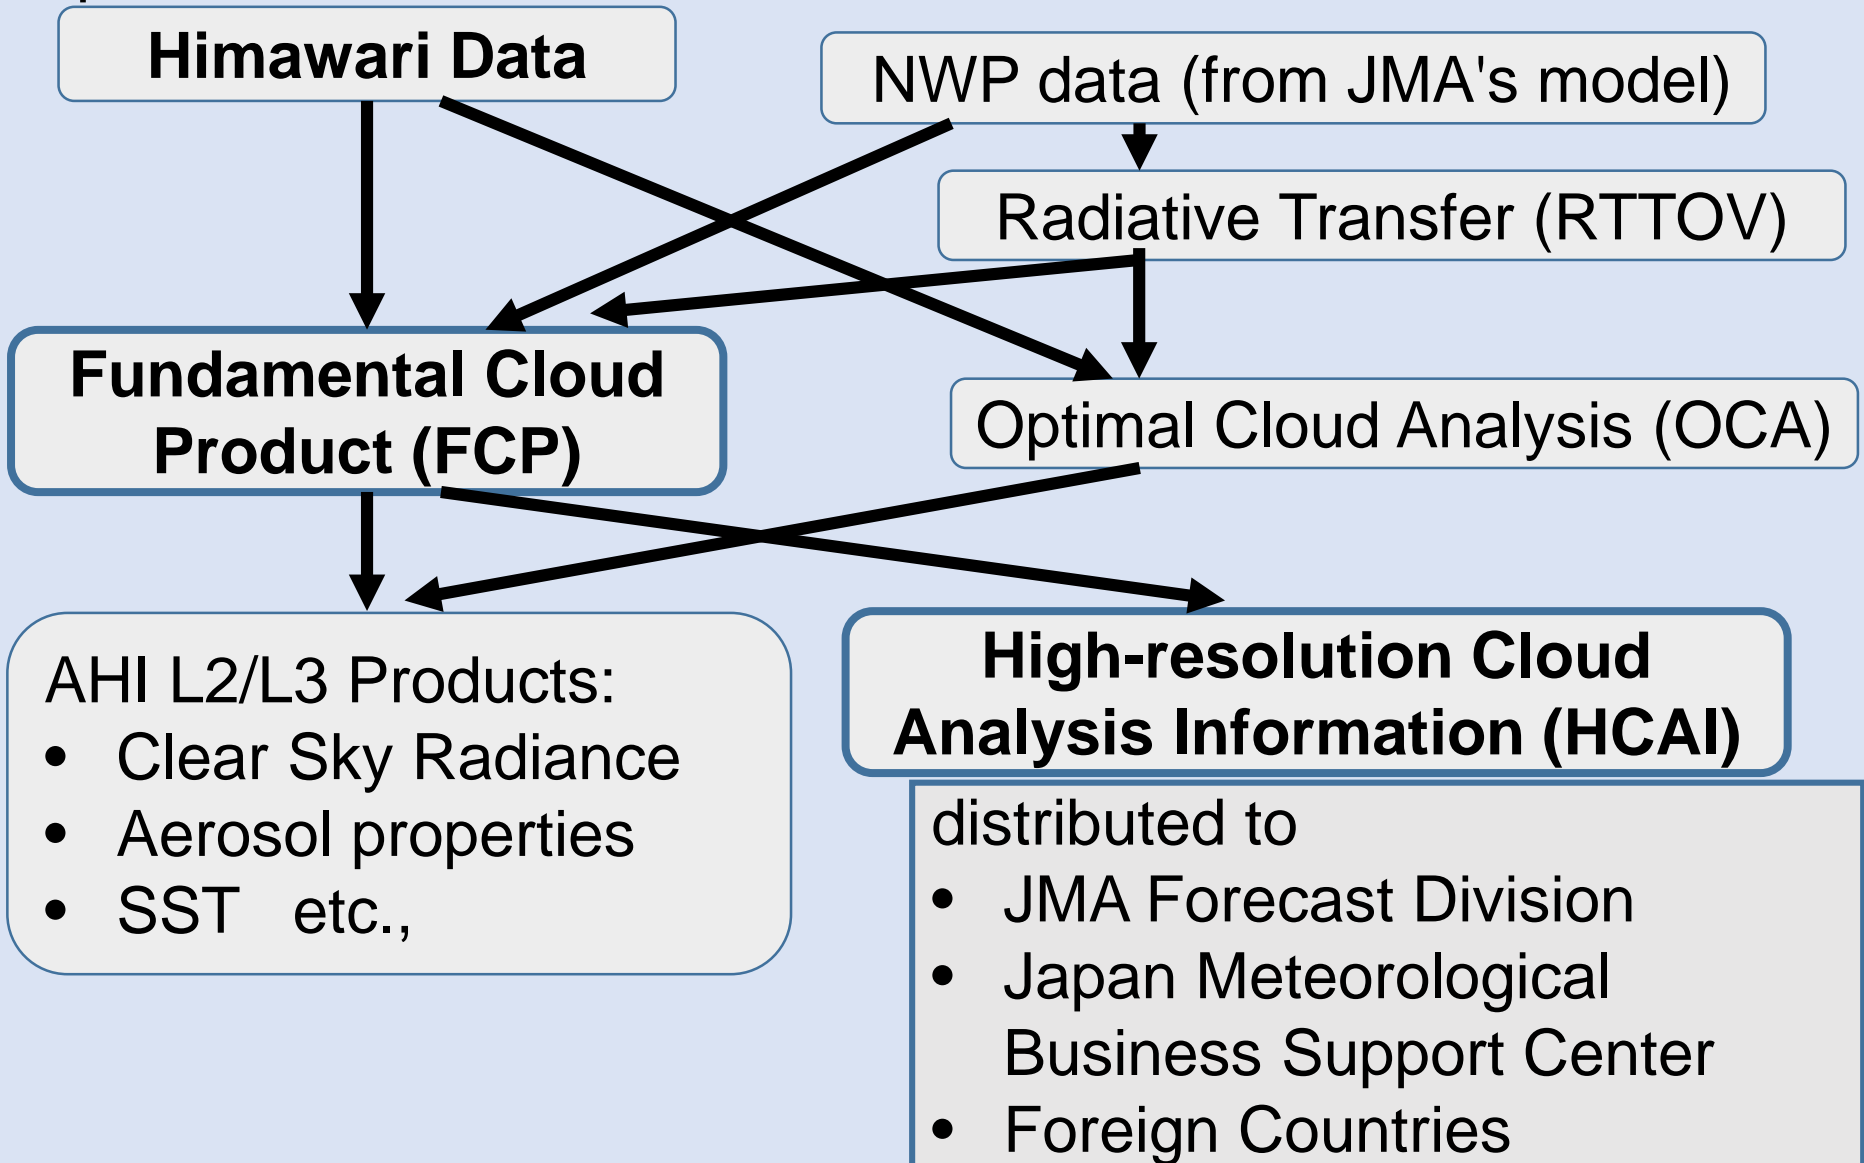 Himawari Data
NWP data (from JMA's model)
Radiative Transfer (RTTOV)
Fundamental Cloud
Product (FCP)
Optimal Cloud Analysis (OCA)
AHI L2/L3 Products:
• Clear Sky Radiance
• Aerosol properties
• SST etc.,
High-resolution Cloud
Analysis Information (HCAI)
distributed to
• JMA Forecast Division
• Japan Meteorological
Business Support Center
• Foreign Countries